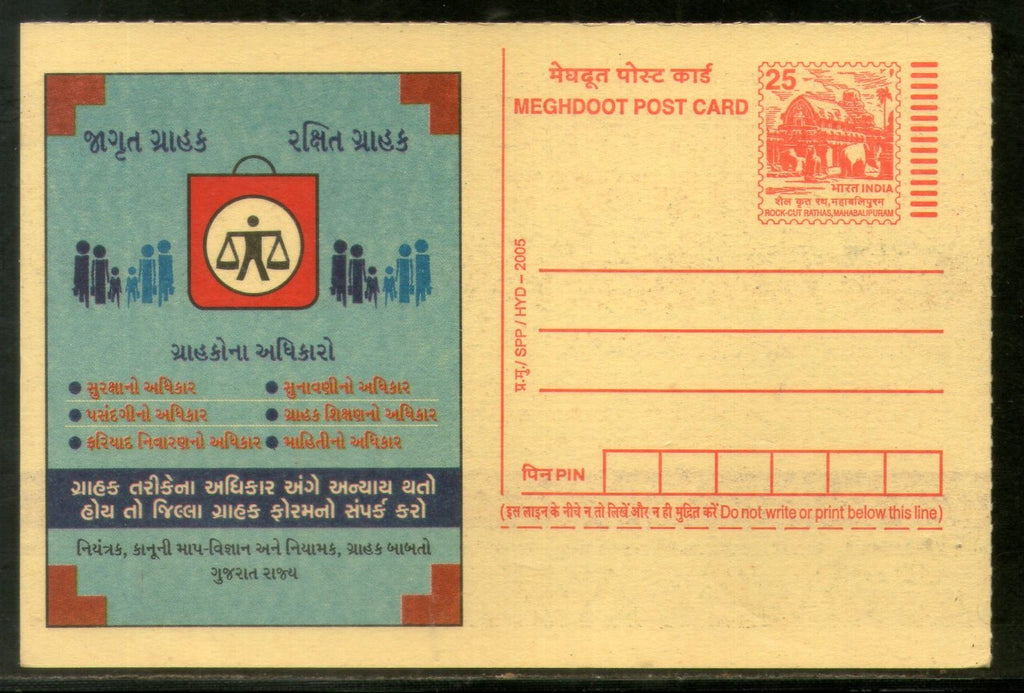 જાગૃત ગ્રાહક રક્ષિત ગ્રાહક
ગ્રાહકોના અધિકારો
સુરક્ષાનો અધિકાર
સુનાવણીનો અધિકાર
પસંદગીનો અધિકાર
ગ્રાહક શિક્ષણનો અધિકાર
ફરિયાદ નિવારણનો અધિકાર
માહિતીનો અધિકાર
ગ્રાહક તરીકેના અધિકાર અંગે અન્યાય થતો
હોય તો જિલ્લા ગ્રાહક ફોરમનો સંપર્ક કરો
નિયંત્રક, કાનૂની માપ-વિજ્ઞાન અને નિયામક, ગ્રાહક બાબતો
ગુજરાત રાજ્ય
मेघदूत पोस्ट कार्ड
MEGHDOOT POST CARD
25
भारत INDIA
शैल कृत रथ, महाबलिपुरम
ROCK-CUT RATHAS, MAHABALIPURAM
प्र.मु./ SPP / HYD – 2005
पिन PIN
(इस लाइन के नीचे न तो लिखें और न ही मुद्रित करें Do not write or print below this line)